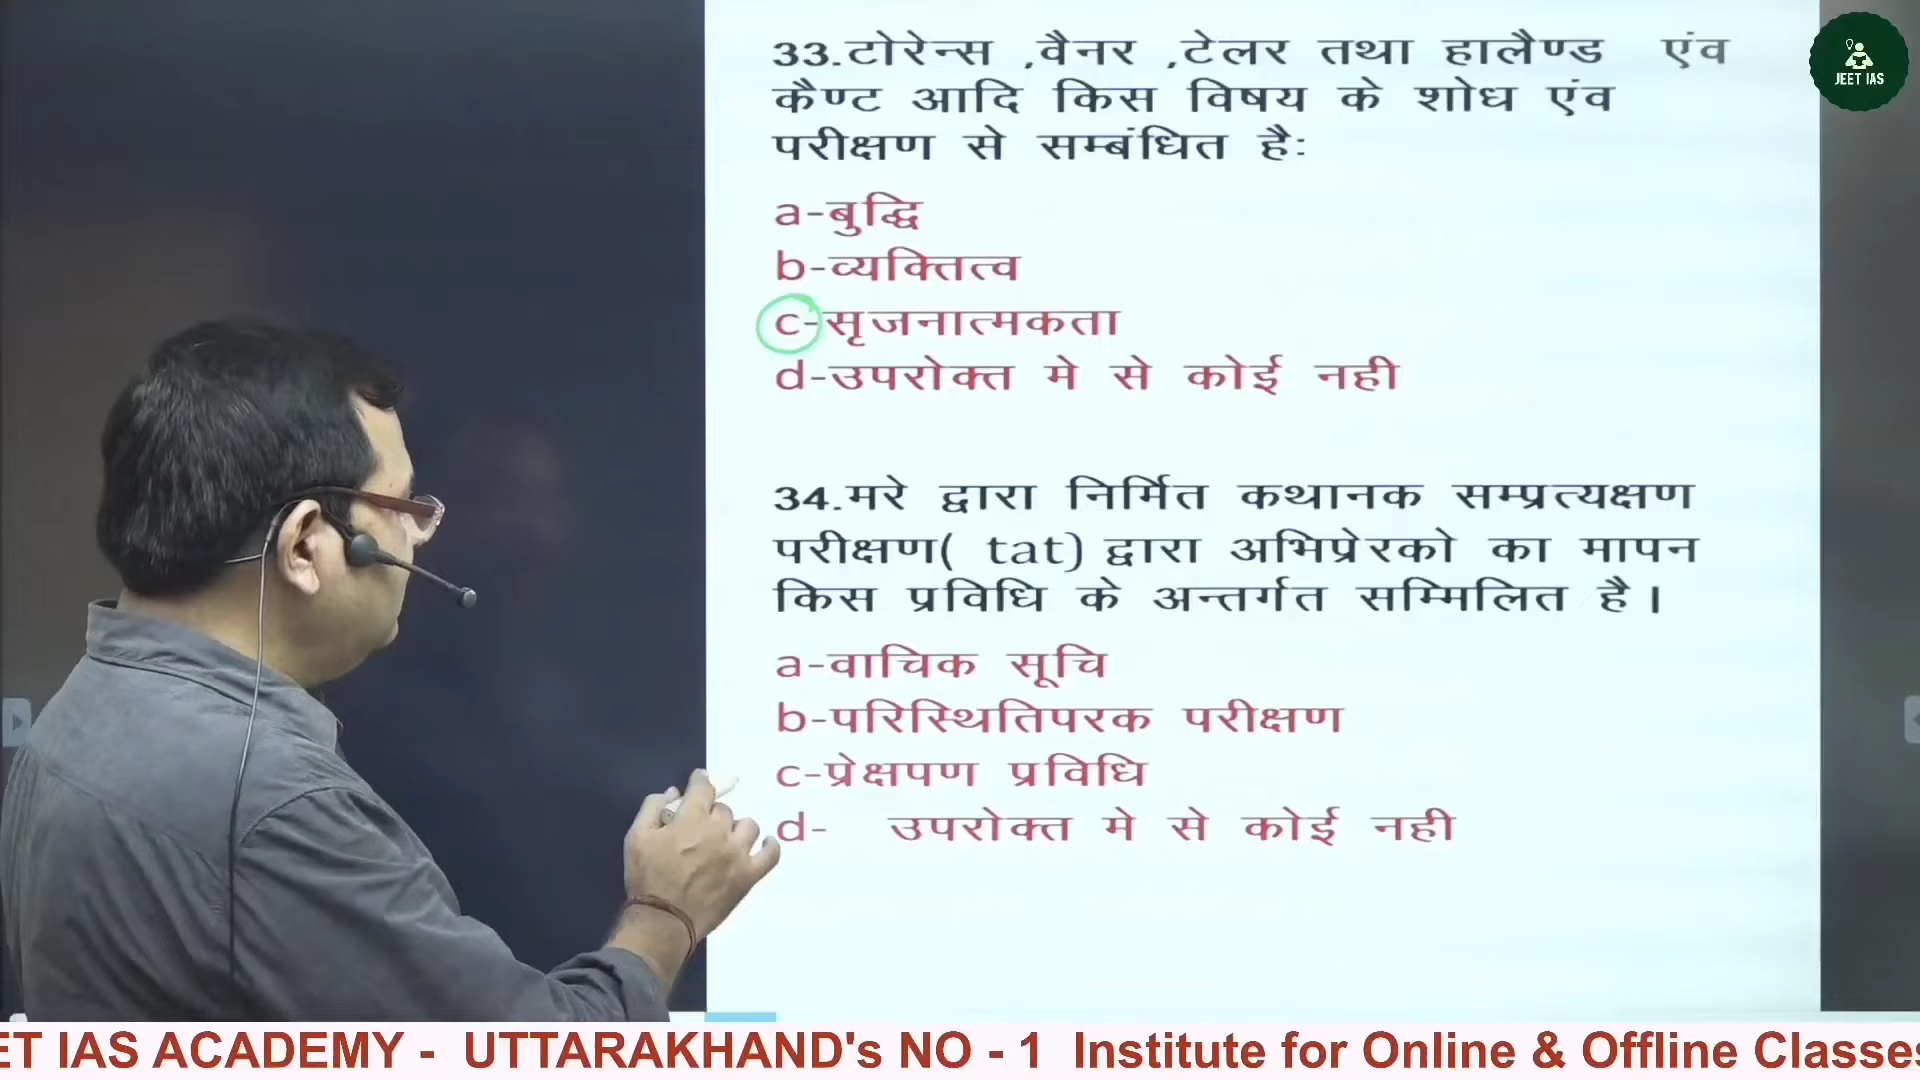 33.टोरेन्स ,वैनर ,टेलर तथा हालैण्ड एंव
कैण्ट आदि किस विषय के शोध एंव
परीक्षण से सम्बंधित है:
a-बुद्धि
b-व्यक्तित्व
c-सृजनात्मकता
d-उपरोक्त मे से कोई नही
34.मरे द्वारा निर्मित कथानक सम्प्रत्यक्षण
परीक्षण( tat) द्वारा अभिप्रेरको का मापन
किस प्रविधि के अन्तर्गत सम्मिलित है।
a-वाचिक सूचि
b-परिस्थितिपरक परीक्षण
c-प्रेक्षपण प्रविधि
d- उपरोक्त मे से कोई नही
JEET IAS
ET IAS ACADEMY - UTTARAKHAND's NO - 1 Institute for Online & Offline Classes